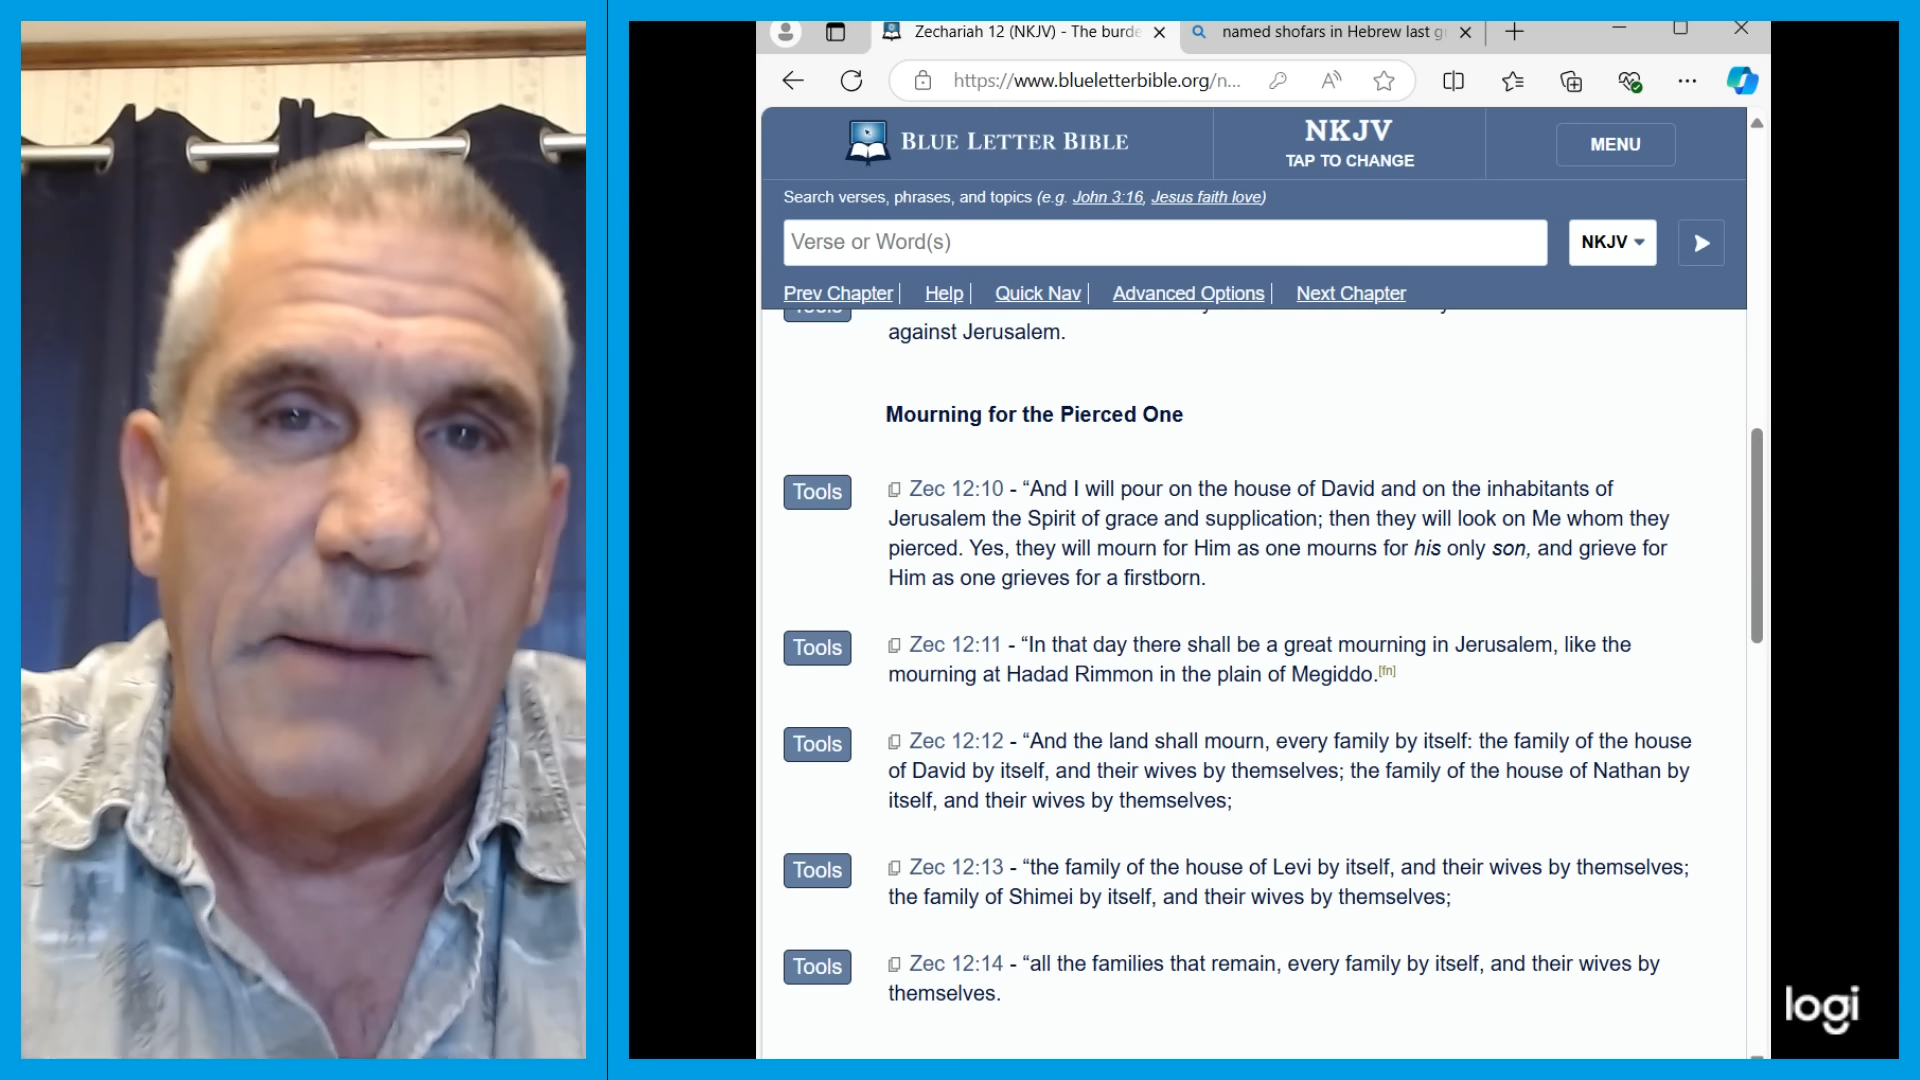 Zechariah 12 (NKJV) - The burde
named shofars in Hebrew last g
https://www.blueletterbible.org/n...
BLUE LETTER BIBLE
NKJV
TAP TO CHANGE
MENU
Search verses, phrases, and topics (e.g. John 3:16, Jesus faith love)
Verse or Word(s)
NKJV
Prev Chapter | Help | Quick Nav | Advanced Options | Next Chapter
Tools
against Jerusalem.
Mourning for the Pierced One
Tools
Zec 12:10 - “And I will pour on the house of David and on the inhabitants of
Jerusalem the Spirit of grace and supplication; then they will look on Me whom they
pierced. Yes, they will mourn for Him as one mourns for his only son, and grieve for
Him as one grieves for a firstborn.
Tools
Zec 12:11 - “In that day there shall be a great mourning in Jerusalem, like the
mourning at Hadad Rimmon in the plain of Megiddo.[fn]
Tools
Zec 12:12 - “And the land shall mourn, every family by itself: the family of the house
of David by itself, and their wives by themselves; the family of the house of Nathan by
itself, and their wives by themselves;
Tools
Zec 12:13 - “the family of the house of Levi by itself, and their wives by themselves;
the family of Shimei by itself, and their wives by themselves;
Tools
Zec 12:14 - “all the families that remain, every family by itself, and their wives by
themselves.
logi